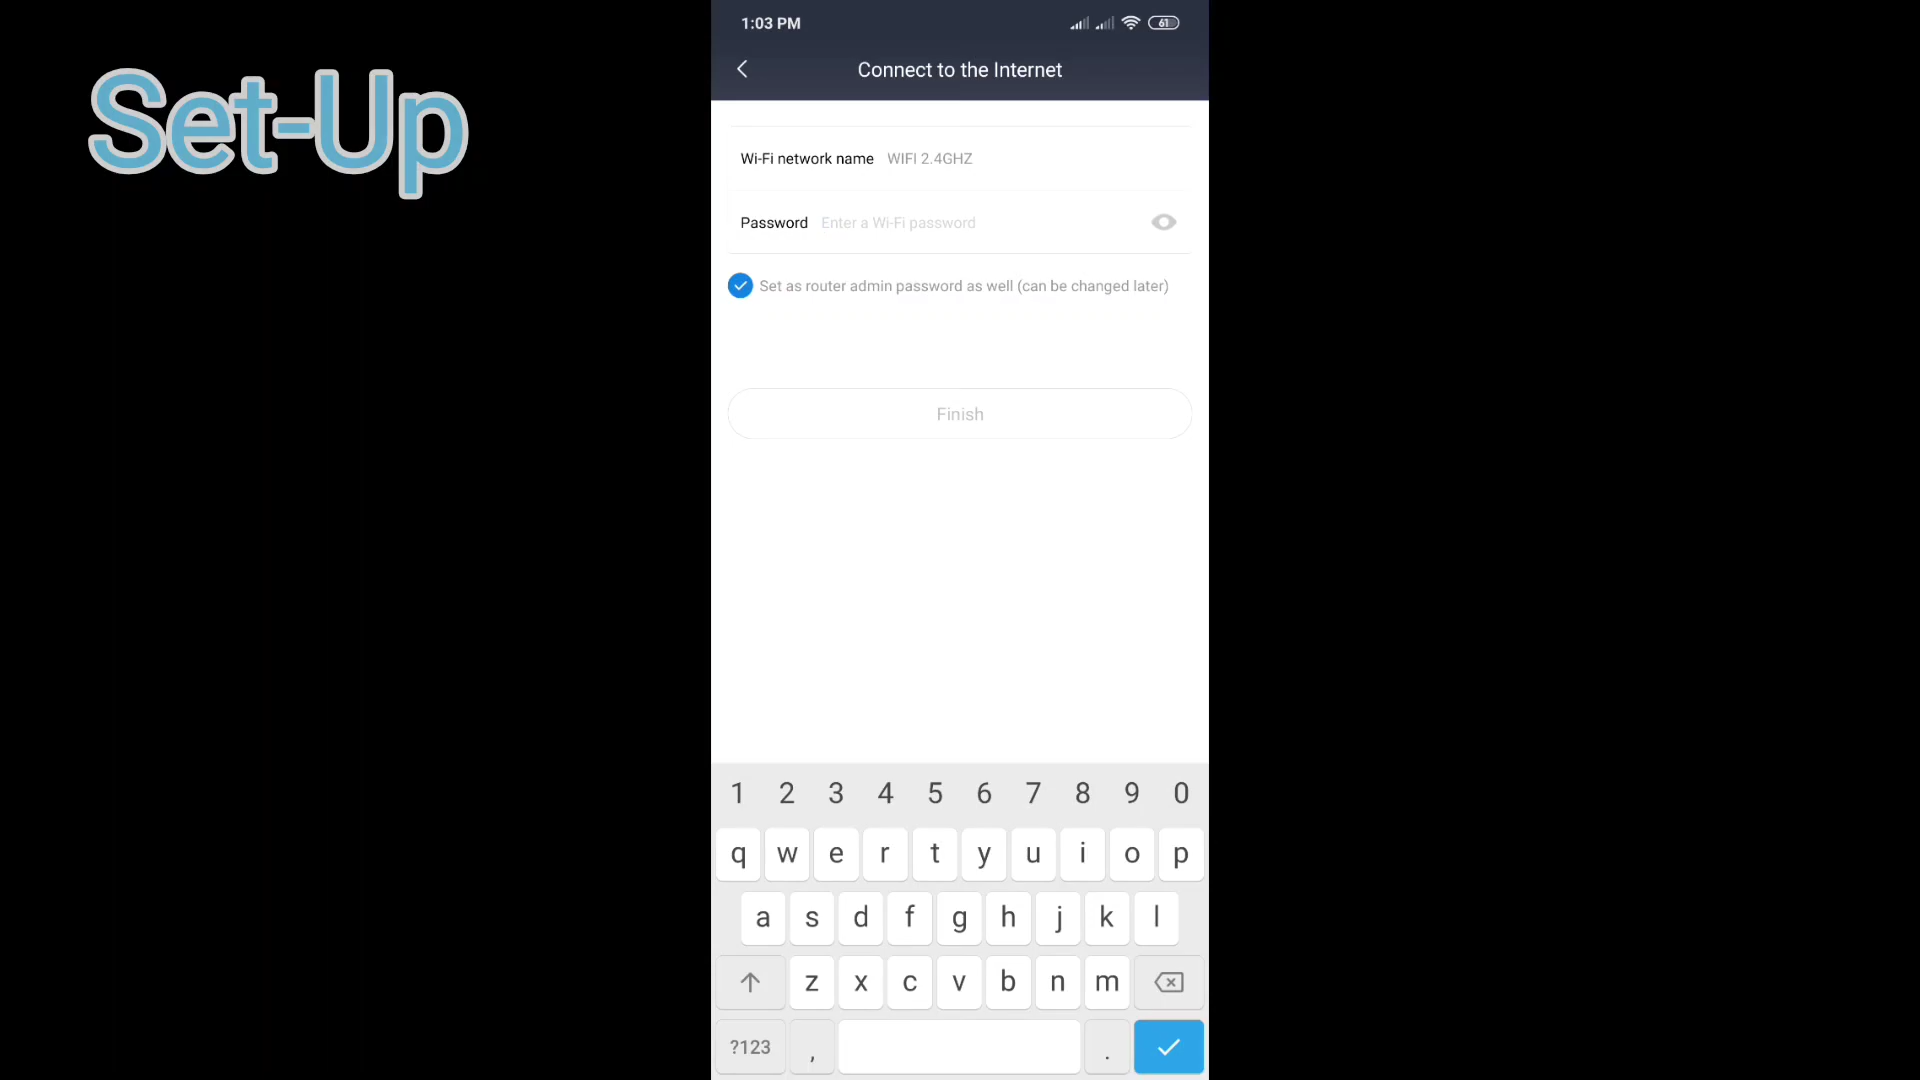 Set-Up
1:03 PM
61
Connect to the Internet
Wi-Fi network name WIFI 2.4GHZ
Password Enter a Wi-Fi password
Set as router admin password as well (can be changed later)
Finish
1 2 3 4 5 6 7 8 9 0
q w e r t y u i o p
a s d f g h j k l
z x c v b n m
?123 , .